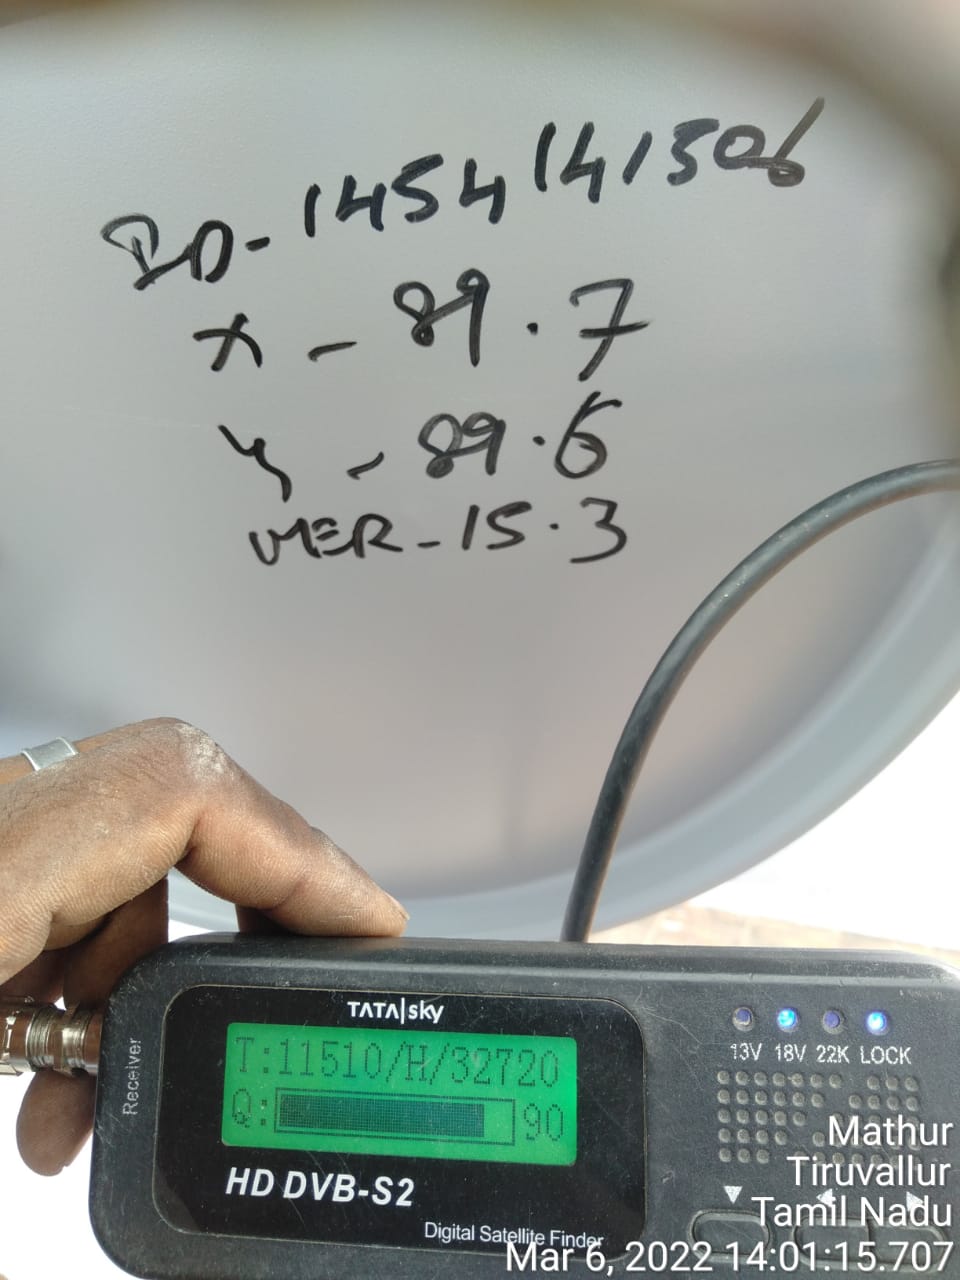 ID- 1454141506
x - 89.7
y - 89.6
MER-15.3
TATA|sky
T:11510/H/32720
Q: 90
HD DVB-S2
Digital Satellite Finder
Receiver
13V 18V 22K LOCK
Mathur
Tiruvallur
Tamil Nadu
Mar 6, 2022 14:01:15.707